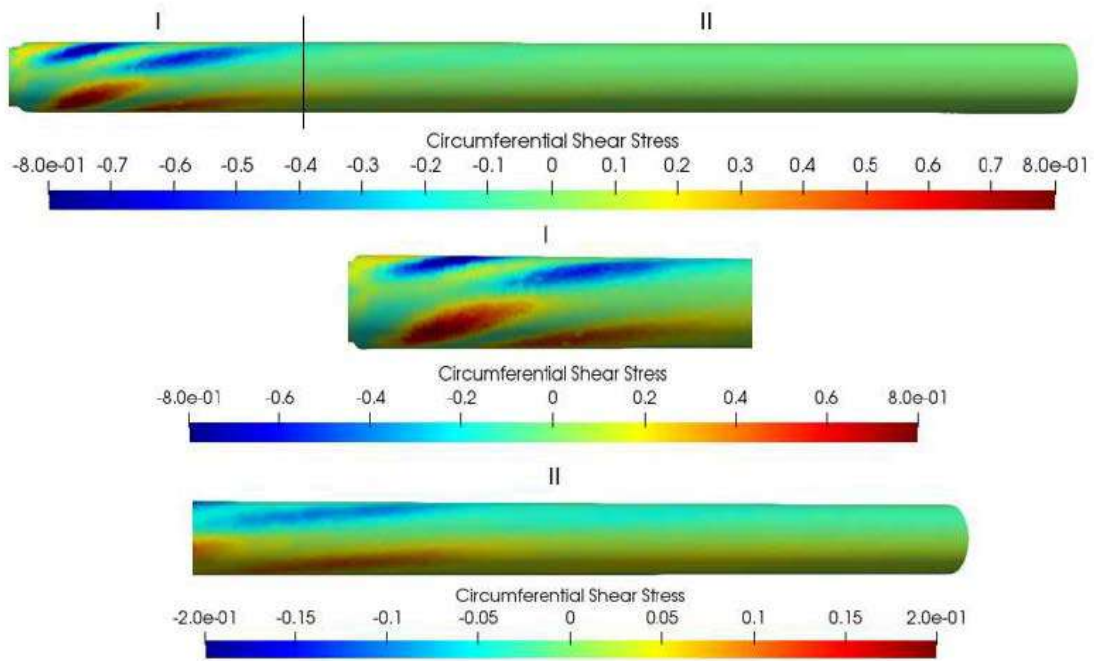 I II
Circumferential Shear Stress
-8.0e-01 -0.7 -0.6 -0.5 -0.4 -0.3 -0.2 -0.1 0 0.1 0.2 0.3 0.4 0.5 0.6 0.7 8.0e-01
I
Circumferential Shear Stress
-8.0e-01 -0.6 -0.4 -0.2 0 0.2 0.4 0.6 8.0e-01
II
Circumferential Shear Stress
-2.0e-01 -0.15 -0.1 -0.05 0 0.05 0.1 0.15 2.0e-01